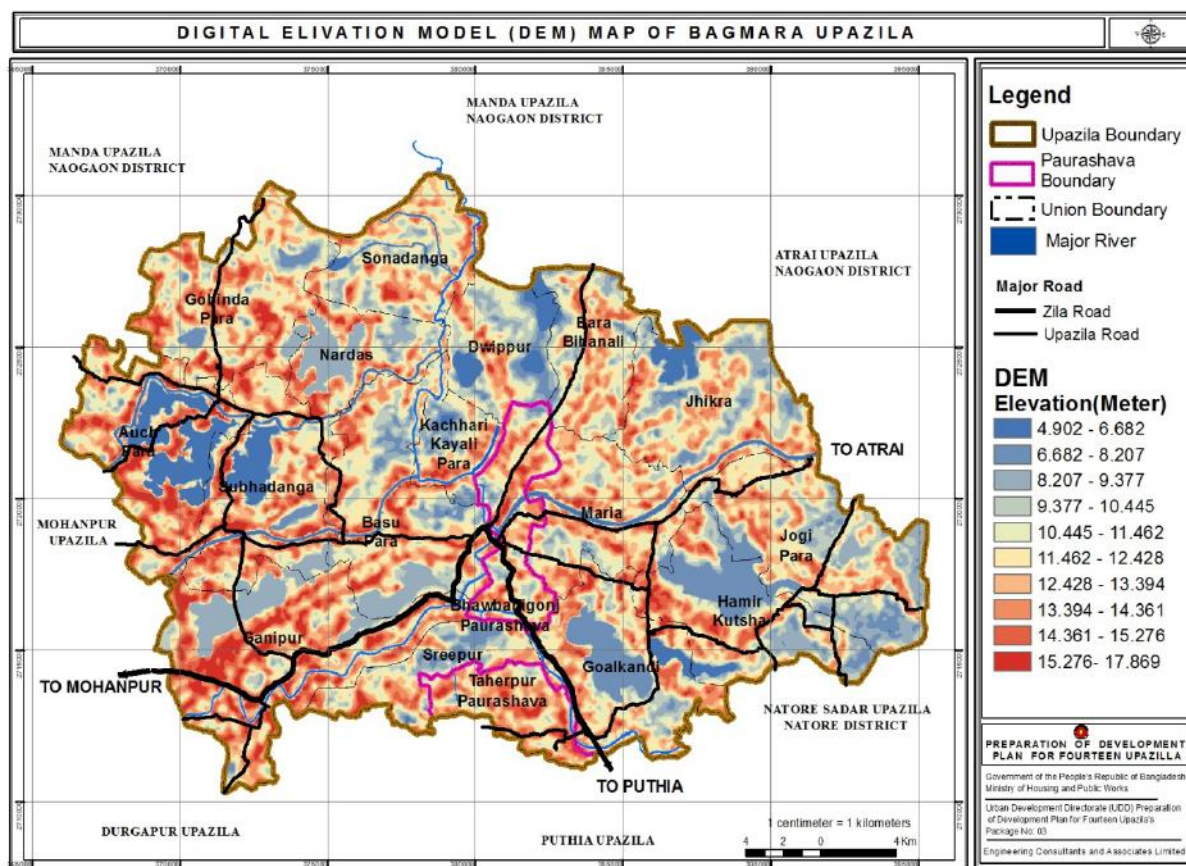 DIGITAL ELIVATION MODEL (DEM) MAP OF BAGMARA UPAZILA
370000
380000
385000
MANDA UPAZILA
NAOGAON DISTRICT
MANDA UPAZILA
NAOGAON DISTRICT
ATRAI UPAZILA
NAOGAON DISTRICT
Sonadanga
Gobinda
Para
Nardas
Dwippur
Bara
Bihanali
Jhikra
Kachhari
Kayali
Para
Auch
Para
Subhadanga
TO ATRAI
MOHANPUR
UPAZILA
Basu
Para
Maria
Jogi
Para
Hamir
Kutsha
Bhawbanigonj
Paurashava
Ganipur
Sreepur
Goalkandi
TO MOHANPUR
Taherpur
Paurashava
NATORE SADAR UPAZILA
NATORE DISTRICT
TO PUTHIA
DURGAPUR UPAZILA
PUTHIA UPAZILA
1 centimeter = 1 kilometers
4 2 0 4 Km
Legend
Upazila Boundary
Paurashava
Boundary
Union Boundary
Major River
Major Road
Zila Road
Upazila Road
DEM
Elevation(Meter)
4.902 - 6.682
6.682 - 8.207
8.207 - 9.377
9.377 - 10.445
10.445 - 11.462
11.462 - 12.428
12.428 - 13.394
13.394 - 14.361
14.361 - 15.276
15.276- 17.869
PREPARATION OF DEVELOPMENT
PLAN FOR FOURTEEN UPAZILLA
Government of the People's Republic of Bangladesh
Ministry of Housing and Public Works
Urban Development Directorate (UDD) Preparation
of Development Plan for Fourteen Upazila's
Package No: 03
Engineering Consultants and Associates Limited